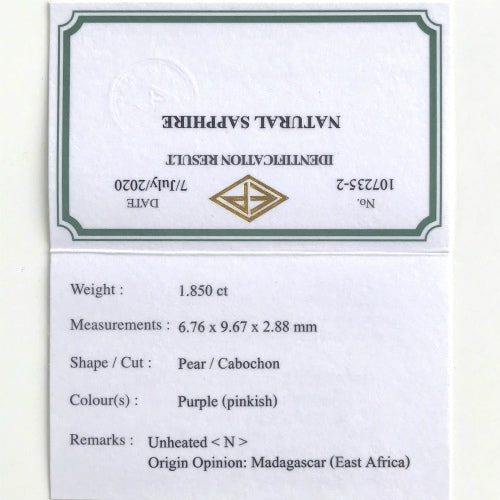 No. DATE
107235-2 7/July/2020
IDENTIFICATION RESULT
NATURAL SAPPHIRE
Weight : 1.850 ct
Measurements : 6.76 x 9.67 x 2.88 mm
Shape / Cut : Pear / Cabochon
Colour(s) : Purple (pinkish)
Remarks : Unheated < N >
Origin Opinion: Madagascar (East Africa)